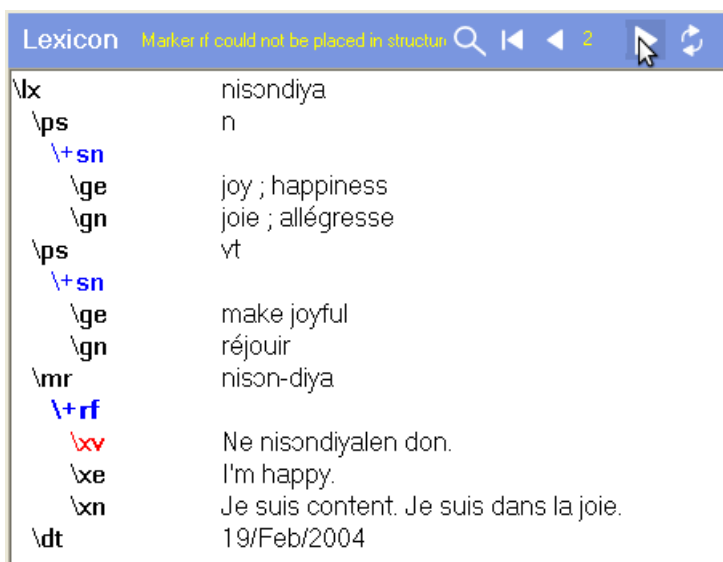 Lexicon Marker rf could not be placed in structur 2
\lx nisɔndiya
\ps n
\+sn
\ge joy ; happiness
\gn joie ; allégresse
\ps vt
\+sn
\ge make joyful
\gn réjouir
\mr nisɔn-diya
\+rf
\xv Ne nisɔndiyalen don.
\xe I'm happy.
\xn Je suis content. Je suis dans la joie.
\dt 19/Feb/2004